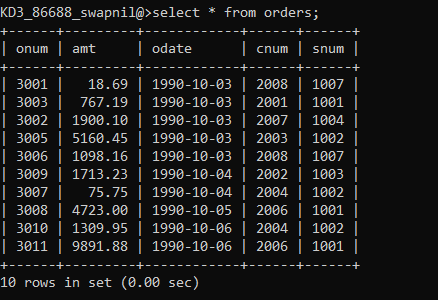 KD3_86688_swapnil@>select * from orders;
+------+---------+------------+------+------+
| onum | amt     | odate      | cnum | snum |
+------+---------+------------+------+------+
| 3001 |   18.69 | 1990-10-03 | 2008 | 1007 |
| 3003 |  767.19 | 1990-10-03 | 2001 | 1001 |
| 3002 | 1900.10 | 1990-10-03 | 2007 | 1004 |
| 3005 | 5160.45 | 1990-10-03 | 2003 | 1002 |
| 3006 | 1098.16 | 1990-10-03 | 2008 | 1007 |
| 3009 | 1713.23 | 1990-10-04 | 2002 | 1003 |
| 3007 |   75.75 | 1990-10-04 | 2004 | 1002 |
| 3008 | 4723.00 | 1990-10-05 | 2006 | 1001 |
| 3010 | 1309.95 | 1990-10-06 | 2004 | 1002 |
| 3011 | 9891.88 | 1990-10-06 | 2006 | 1001 |
+------+---------+------------+------+------+
10 rows in set (0.00 sec)